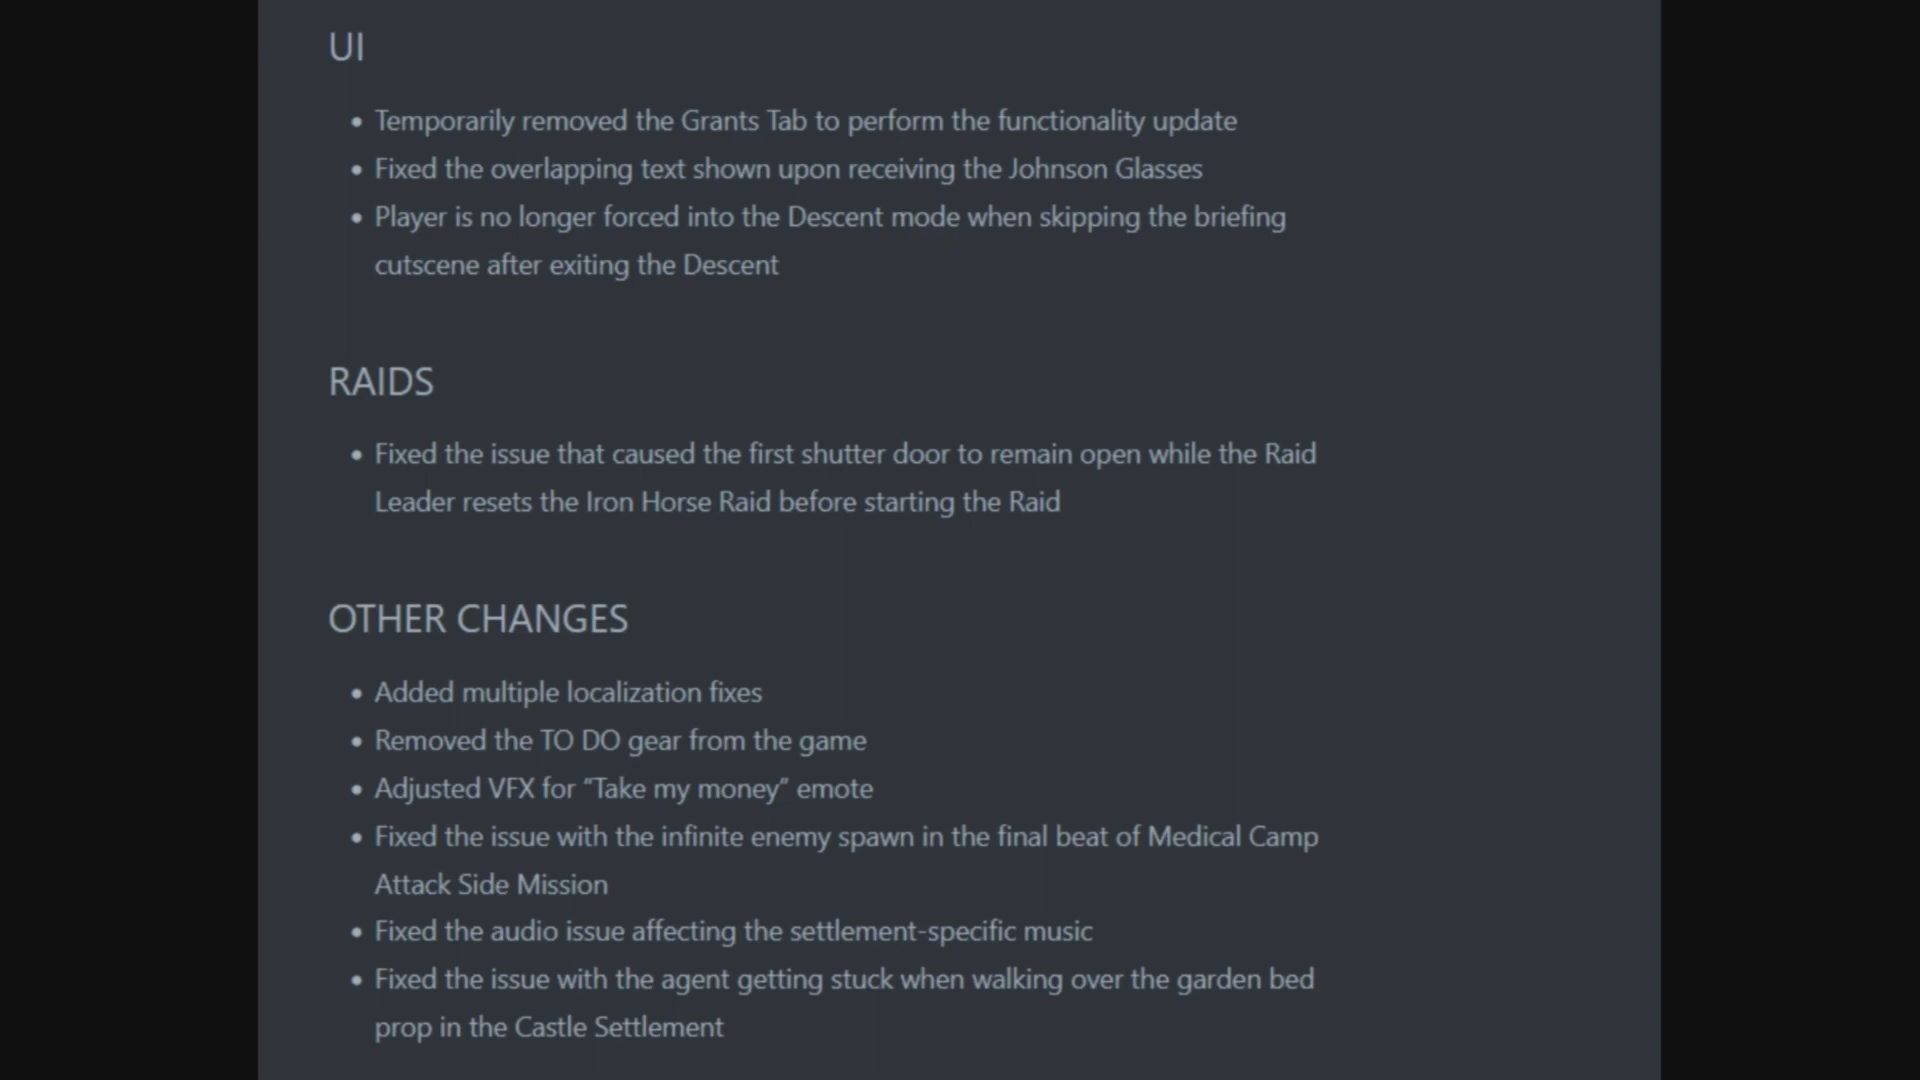 UI
• Temporarily removed the Grants Tab to perform the functionality update
• Fixed the overlapping text shown upon receiving the Johnson Glasses
• Player is no longer forced into the Descent mode when skipping the briefing
cutscene after exiting the Descent
RAIDS
• Fixed the issue that caused the first shutter door to remain open while the Raid
Leader resets the Iron Horse Raid before starting the Raid
OTHER CHANGES
• Added multiple localization fixes
• Removed the TO DO gear from the game
• Adjusted VFX for “Take my money” emote
• Fixed the issue with the infinite enemy spawn in the final beat of Medical Camp
Attack Side Mission
• Fixed the audio issue affecting the settlement-specific music
• Fixed the issue with the agent getting stuck when walking over the garden bed
prop in the Castle Settlement